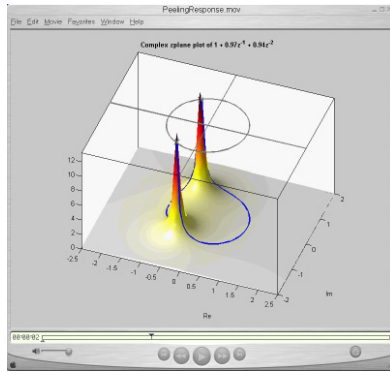 PeelingResponse.mov
File Edit Movie Favorites Window Help
Complex zplane plot of 1 + 0.97z^-1 + 0.94z^-2
12
10
8
6
4
2
0
-2.5 -2 -1.5 -1 -0.5 0 0.5 1 1.5 2 2.5
Re
2
1
0
-1
-2
Im
00:00:02